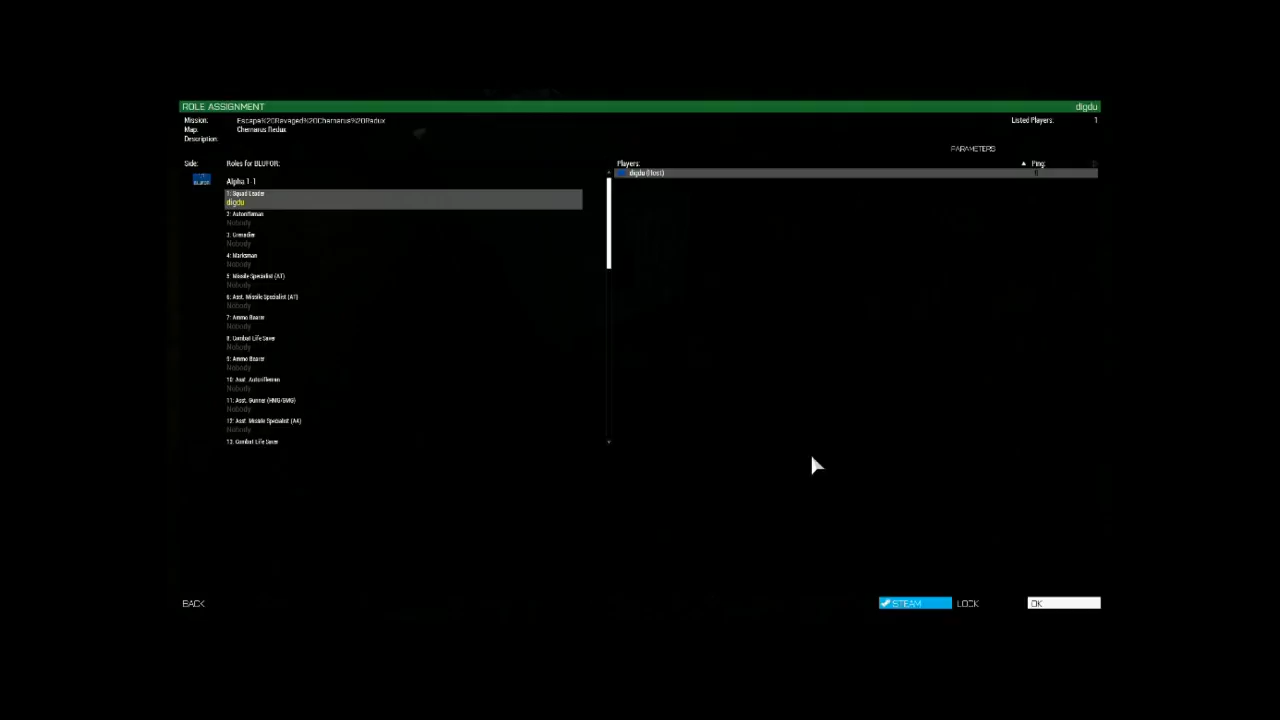 ROLE ASSIGNMENT digdu
Mission: Escape%20Ravaged%20Chernarus%20Redux Listed Players: 1
Map: Chernarus Redux
Description:
PARAMETERS
Side: Roles for BLUFOR: Players: Ping:
BLUFOR Alpha 1-1 digdu (Host)
1: Squad Leader
digdu
2: Autorifleman
Nobody
3: Grenadier
Nobody
4: Marksman
Nobody
5: Missile Specialist (AT)
Nobody
6: Asst. Missile Specialist (AT)
Nobody
7: Ammo Bearer
Nobody
8: Combat Life Saver
Nobody
9: Ammo Bearer
Nobody
10: Asst. Autorifleman
Nobody
11: Asst. Gunner (HMG/GMG)
Nobody
12: Asst. Missile Specialist (AA)
Nobody
13: Combat Life Saver
BACK STEAM LOCK OK